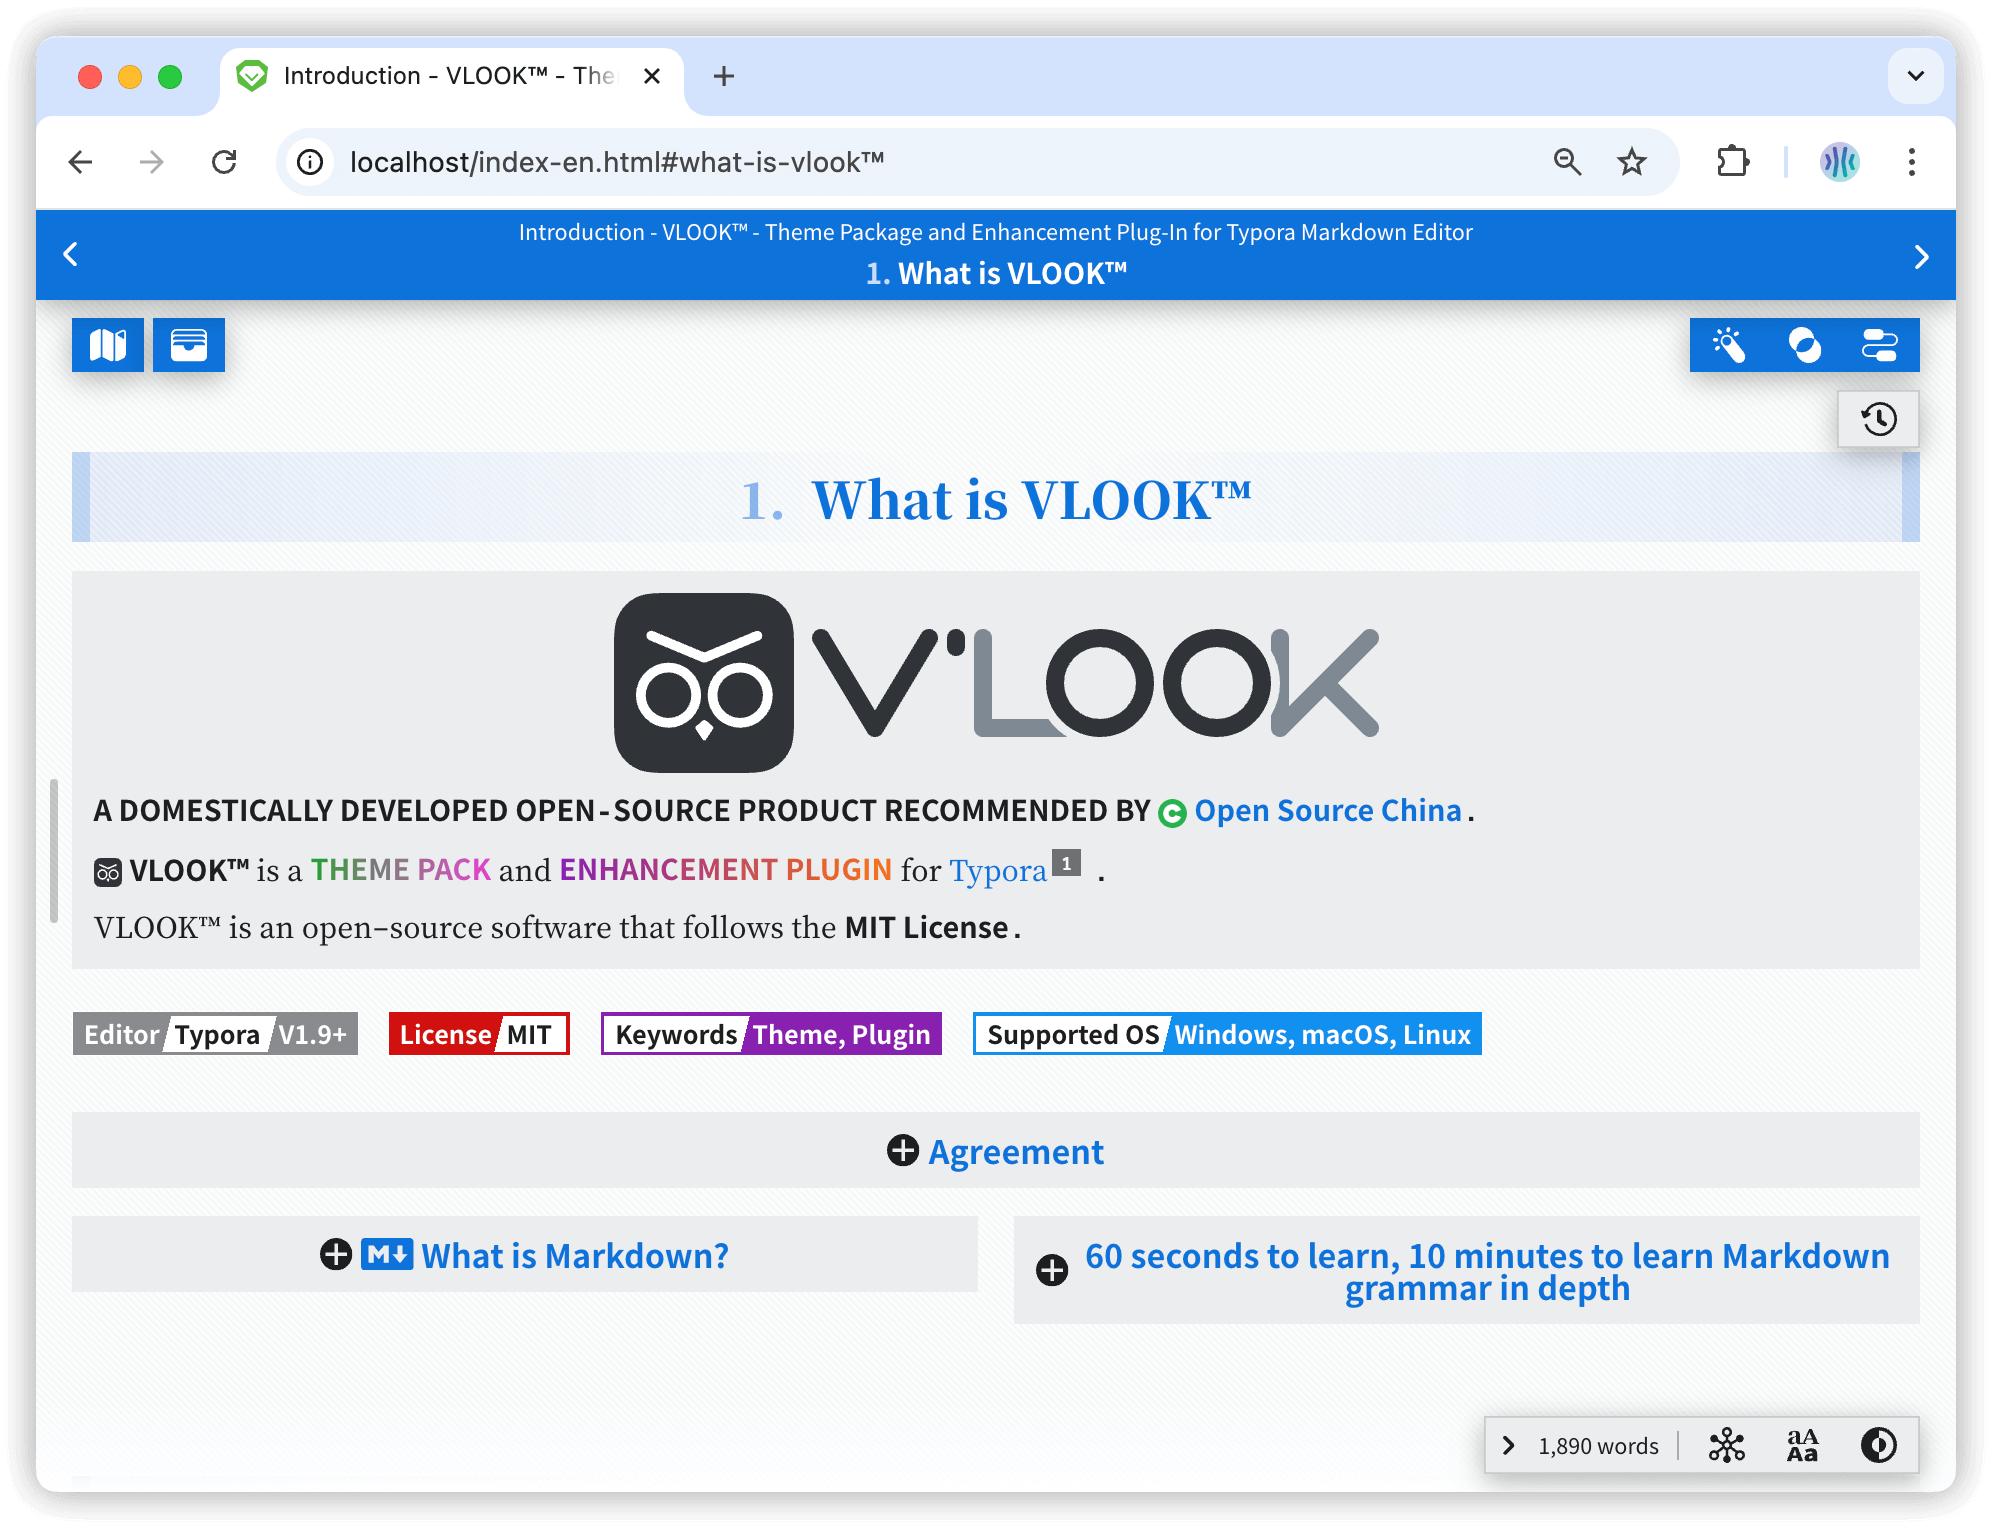 Introduction - VLOOK™ - The
localhost/index-en.html#what-is-vlook™
Introduction - VLOOK™ - Theme Package and Enhancement Plug-In for Typora Markdown Editor
1. What is VLOOK™
1. What is VLOOK™
V'LOOK
A DOMESTICALLY DEVELOPED OPEN-SOURCE PRODUCT RECOMMENDED BY C Open Source China.
VLOOK™ is a THEME PACK and ENHANCEMENT PLUGIN for Typora 1 .
VLOOK™ is an open-source software that follows the MIT License.
Editor Typora V1.9+ License MIT Keywords Theme, Plugin Supported OS Windows, macOS, Linux
Agreement
M↓ What is Markdown?
60 seconds to learn, 10 minutes to learn Markdown
grammar in depth
1,890 words
aA
Aa